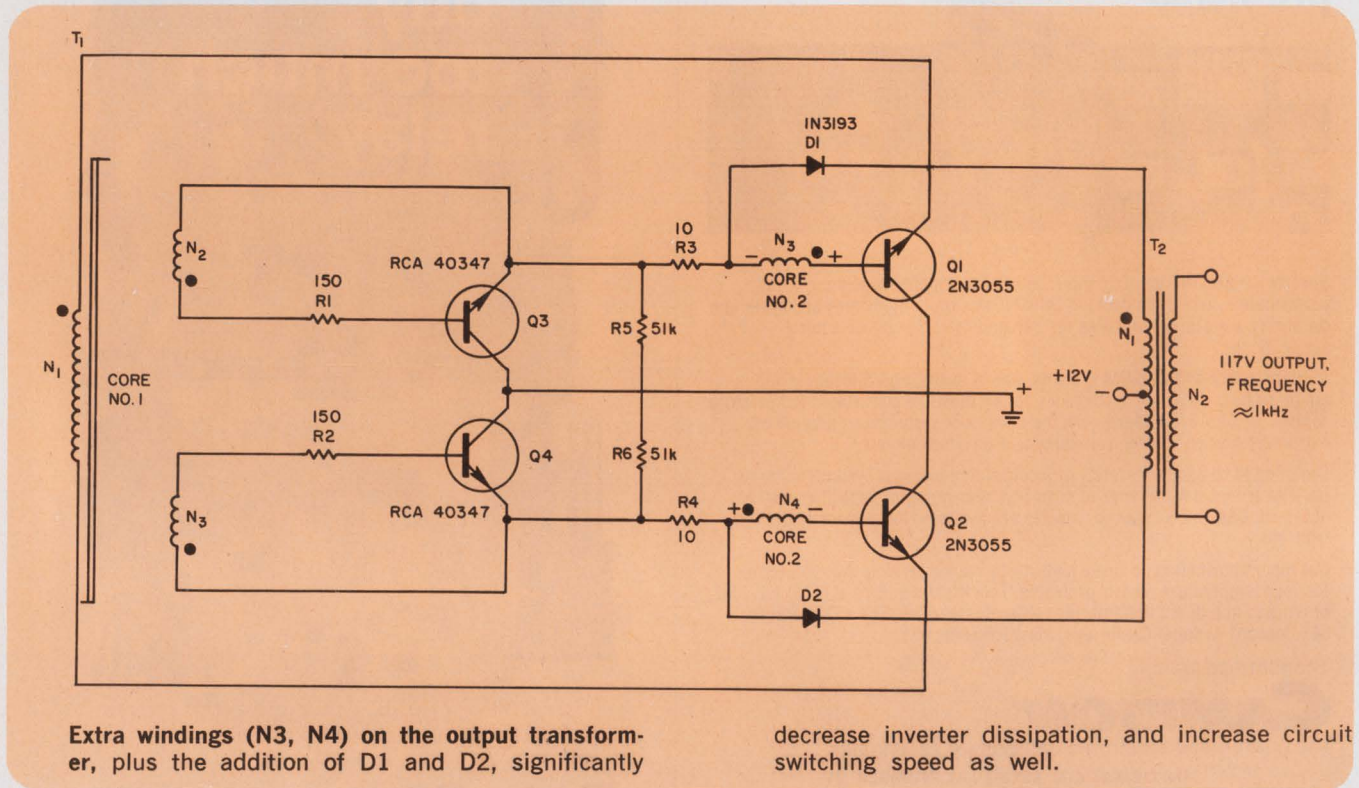 T1
1N3193
D1
N2
RCA 40347
10
R3
N3
CORE
NO.2
− +
Q1
2N3055
T2
150
R1
Q3
R5 51k
N1
CORE
NO.1
N1
+12V
−
+
N2
117V OUTPUT,
FREQUENCY
≈1kHz
150
R2
Q4
R6 51k
N3
RCA 40347
R4
10
+ N4 −
CORE
NO.2
Q2
2N3055
D2
Extra windings (N3, N4) on the output transform-
er, plus the addition of D1 and D2, significantly
decrease inverter dissipation, and increase circuit
switching speed as well.